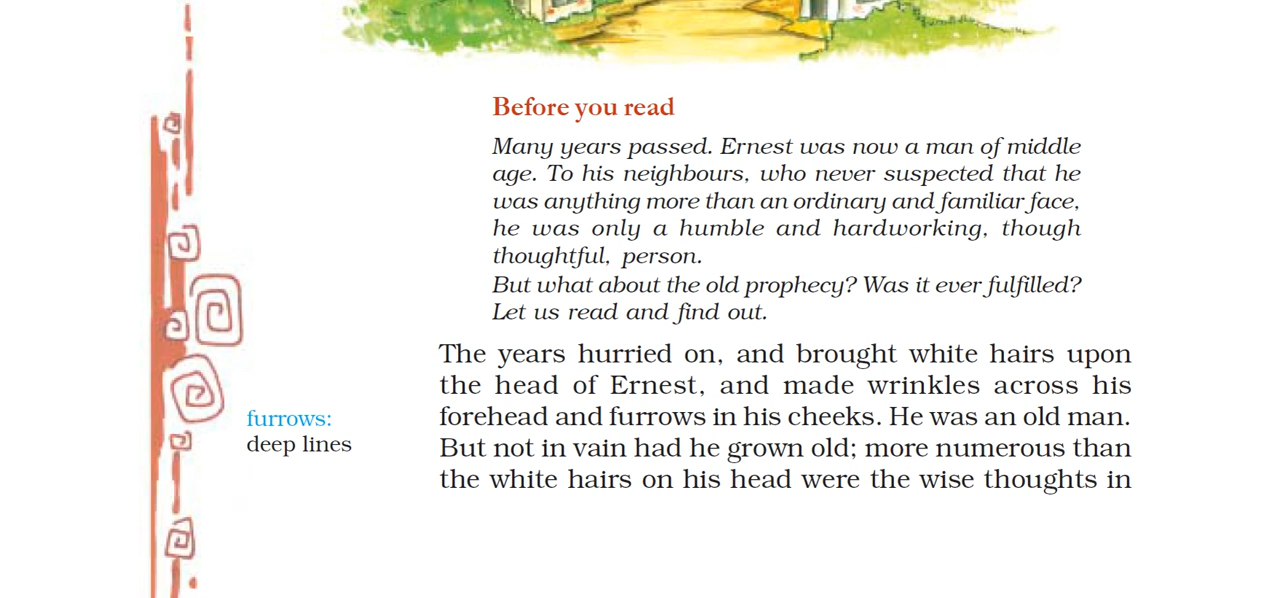 Before you read
Many years passed. Ernest was now a man of middle
age. To his neighbours, who never suspected that he
was anything more than an ordinary and familiar face,
he was only a humble and hardworking, though
thoughtful, person.
But what about the old prophecy? Was it ever fulfilled?
Let us read and find out.
The years hurried on, and brought white hairs upon
the head of Ernest, and made wrinkles across his
forehead and furrows in his cheeks. He was an old man.
But not in vain had he grown old; more numerous than
the white hairs on his head were the wise thoughts in
furrows:
deep lines